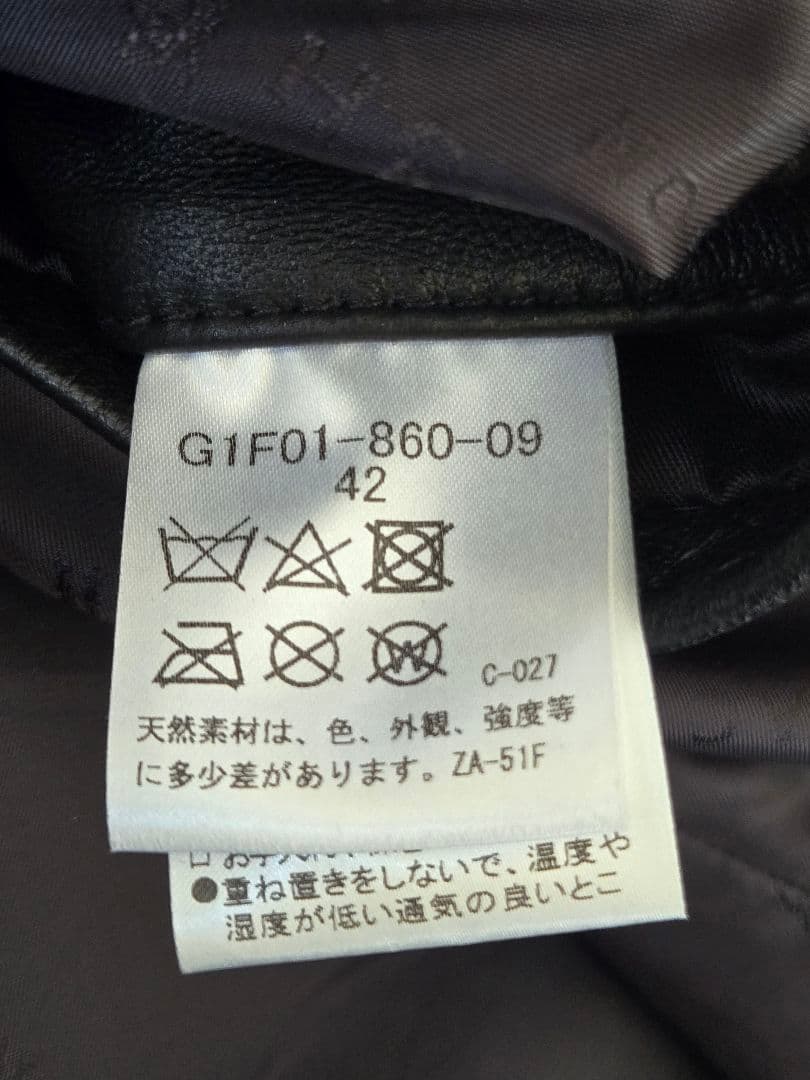 G1F01-860-09
42
W
C-027
天然素材は、色、外観、強度等
に多少差があります。ZA-51F
●重ね置きをしないで、温度や
湿度が低い通気の良いとこ